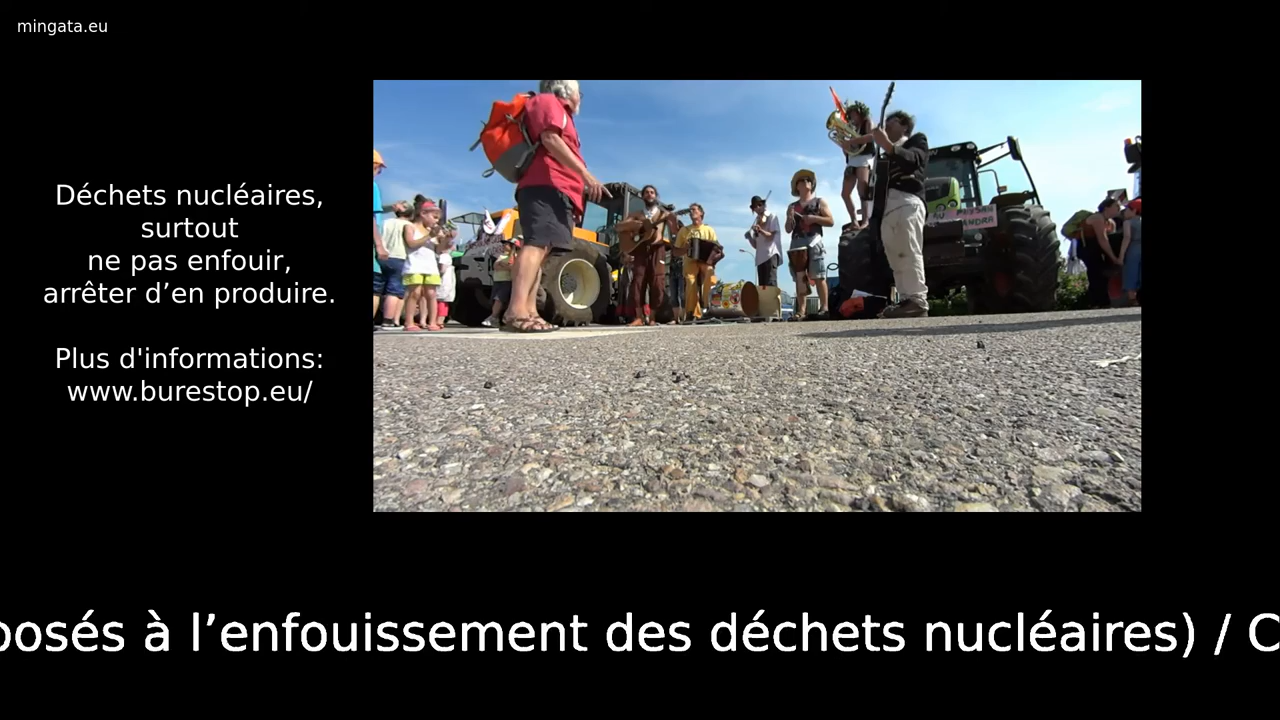 mingata.eu
Déchets nucléaires,
surtout
ne pas enfouir,
arrêter d’en produire.
Plus d'informations:
www.burestop.eu/
posés à l’enfouissement des déchets nucléaires) / C